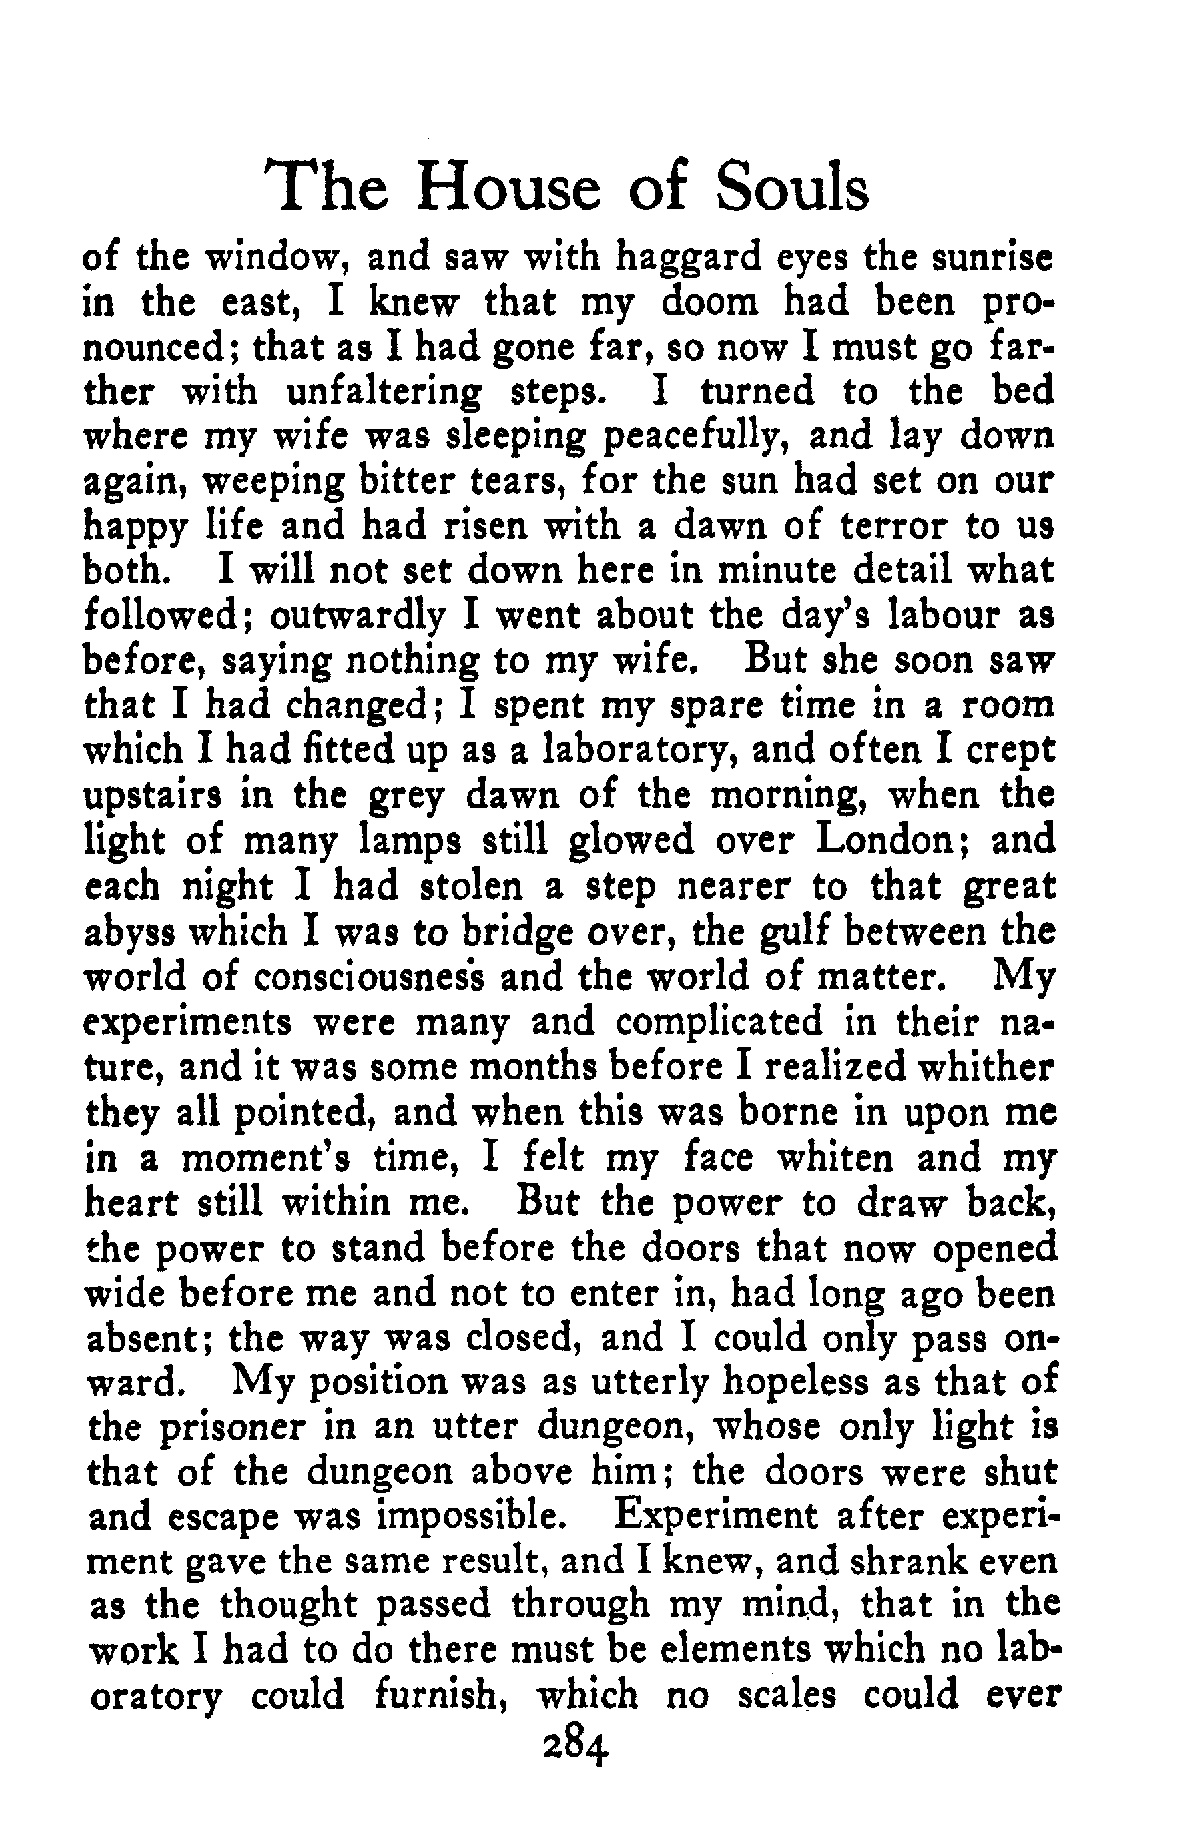 The House of Souls
of the window, and saw with haggard eyes the sunrise
in the east, I knew that my doom had been pro-
nounced; that as I had gone far, so now I must go far-
ther with unfaltering steps. I turned to the bed
where my wife was sleeping peacefully, and lay down
again, weeping bitter tears, for the sun had set on our
happy life and had risen with a dawn of terror to us
both. I will not set down here in minute detail what
followed; outwardly I went about the day's labour as
before, saying nothing to my wife. But she soon saw
that I had changed; I spent my spare time in a room
which I had fitted up as a laboratory, and often I crept
upstairs in the grey dawn of the morning, when the
light of many lamps still glowed over London; and
each night I had stolen a step nearer to that great
abyss which I was to bridge over, the gulf between the
world of consciousness and the world of matter. My
experiments were many and complicated in their na-
ture, and it was some months before I realized whither
they all pointed, and when this was borne in upon me
in a moment's time, I felt my face whiten and my
heart still within me. But the power to draw back,
the power to stand before the doors that now opened
wide before me and not to enter in, had long ago been
absent; the way was closed, and I could only pass on-
ward. My position was as utterly hopeless as that of
the prisoner in an utter dungeon, whose only light is
that of the dungeon above him; the doors were shut
and escape was impossible. Experiment after experi-
ment gave the same result, and I knew, and shrank even
as the thought passed through my mind, that in the
work I had to do there must be elements which no lab-
oratory could furnish, which no scales could ever
284